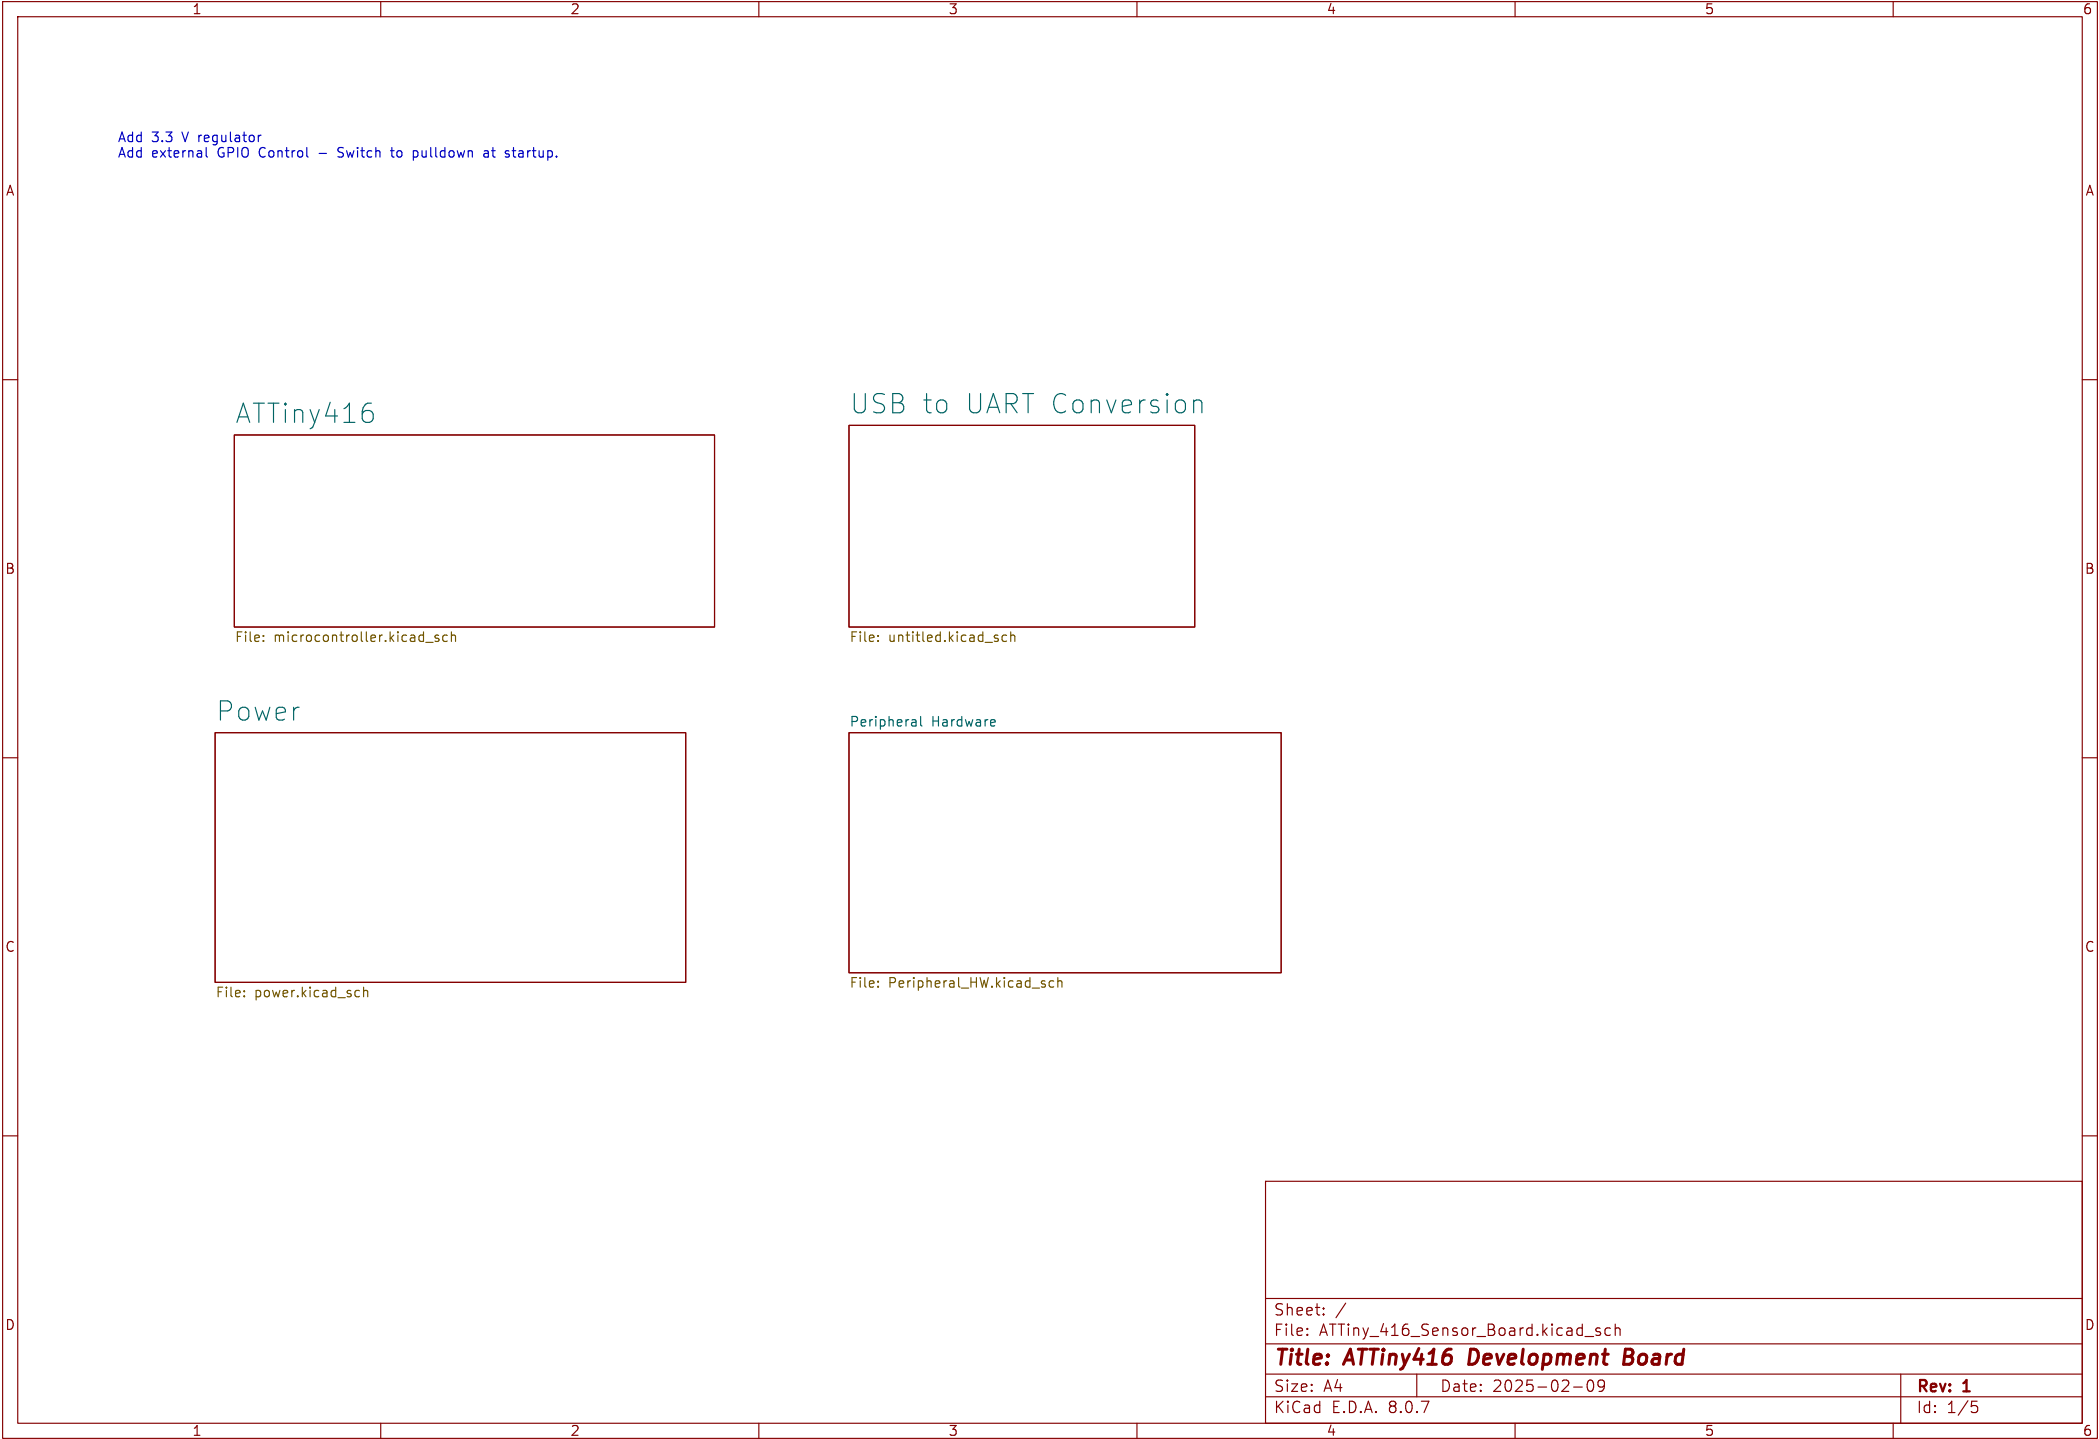 1 2 3 4 5 6
Add 3.3 V regulator
Add external GPIO Control - Switch to pulldown at startup.
A A
ATTiny416
USB to UART Conversion
B B
File: microcontroller.kicad_sch
File: untitled.kicad_sch
Power
Peripheral Hardware
C C
File: power.kicad_sch
File: Peripheral_HW.kicad_sch
Sheet: /
File: ATTiny_416_Sensor_Board.kicad_sch
D D
Title: ATTiny416 Development Board
Size: A4 Date: 2025-02-09 Rev: 1
KiCad E.D.A. 8.0.7 Id: 1/5
1 2 3 4 5 6